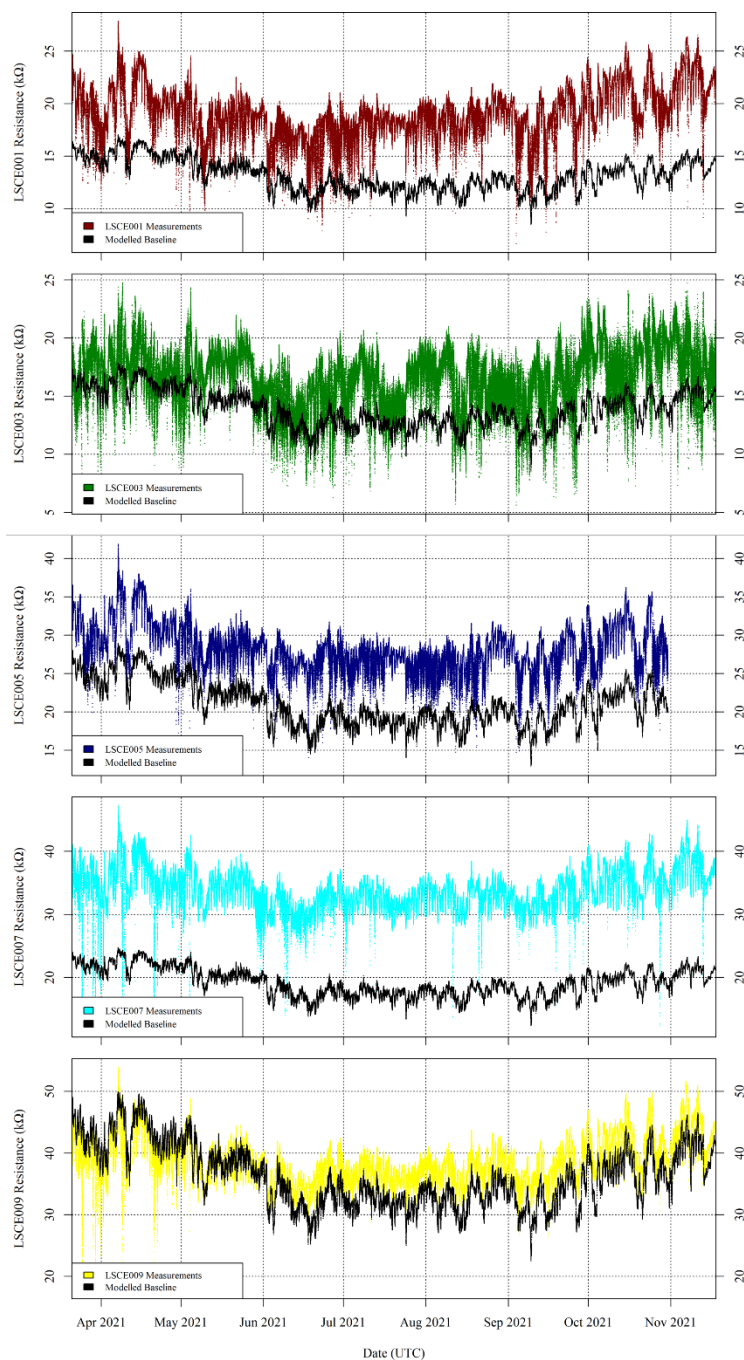 LSCE001 Resistance (kΩ)
25
20
15
10
25
20
15
10
LSCE001 Measurements
Modelled Baseline
LSCE003 Resistance (kΩ)
25
20
15
10
5
25
20
15
10
5
LSCE003 Measurements
Modelled Baseline
LSCE005 Resistance (kΩ)
40
35
30
25
20
15
40
35
30
25
20
15
LSCE005 Measurements
Modelled Baseline
LSCE007 Resistance (kΩ)
40
30
20
40
30
20
LSCE007 Measurements
Modelled Baseline
LSCE009 Resistance (kΩ)
50
40
30
20
50
40
30
20
LSCE009 Measurements
Modelled Baseline
Apr 2021 May 2021 Jun 2021 Jul 2021 Aug 2021 Sep 2021 Oct 2021 Nov 2021
Date (UTC)